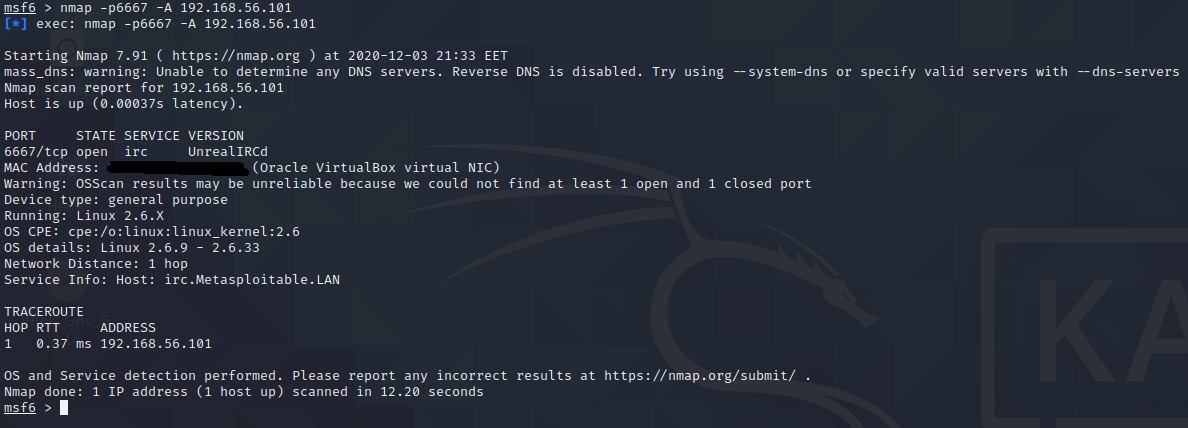 msf6 > nmap -p6667 -A 192.168.56.101
[*] exec: nmap -p6667 -A 192.168.56.101

Starting Nmap 7.91 ( https://nmap.org ) at 2020-12-03 21:33 EET
mass_dns: warning: Unable to determine any DNS servers. Reverse DNS is disabled. Try using --system-dns or specify valid servers with --dns-servers
Nmap scan report for 192.168.56.101
Host is up (0.00037s latency).

PORT     STATE SERVICE VERSION
6667/tcp open  irc     UnrealIRCd
MAC Address: (Oracle VirtualBox virtual NIC)
Warning: OSScan results may be unreliable because we could not find at least 1 open and 1 closed port
Device type: general purpose
Running: Linux 2.6.X
OS CPE: cpe:/o:linux:linux_kernel:2.6
OS details: Linux 2.6.9 - 2.6.33
Network Distance: 1 hop
Service Info: Host: irc.Metasploitable.LAN

TRACEROUTE
HOP RTT     ADDRESS
1   0.37 ms 192.168.56.101

OS and Service detection performed. Please report any incorrect results at https://nmap.org/submit/ .
Nmap done: 1 IP address (1 host up) scanned in 12.20 seconds
msf6 >
KA